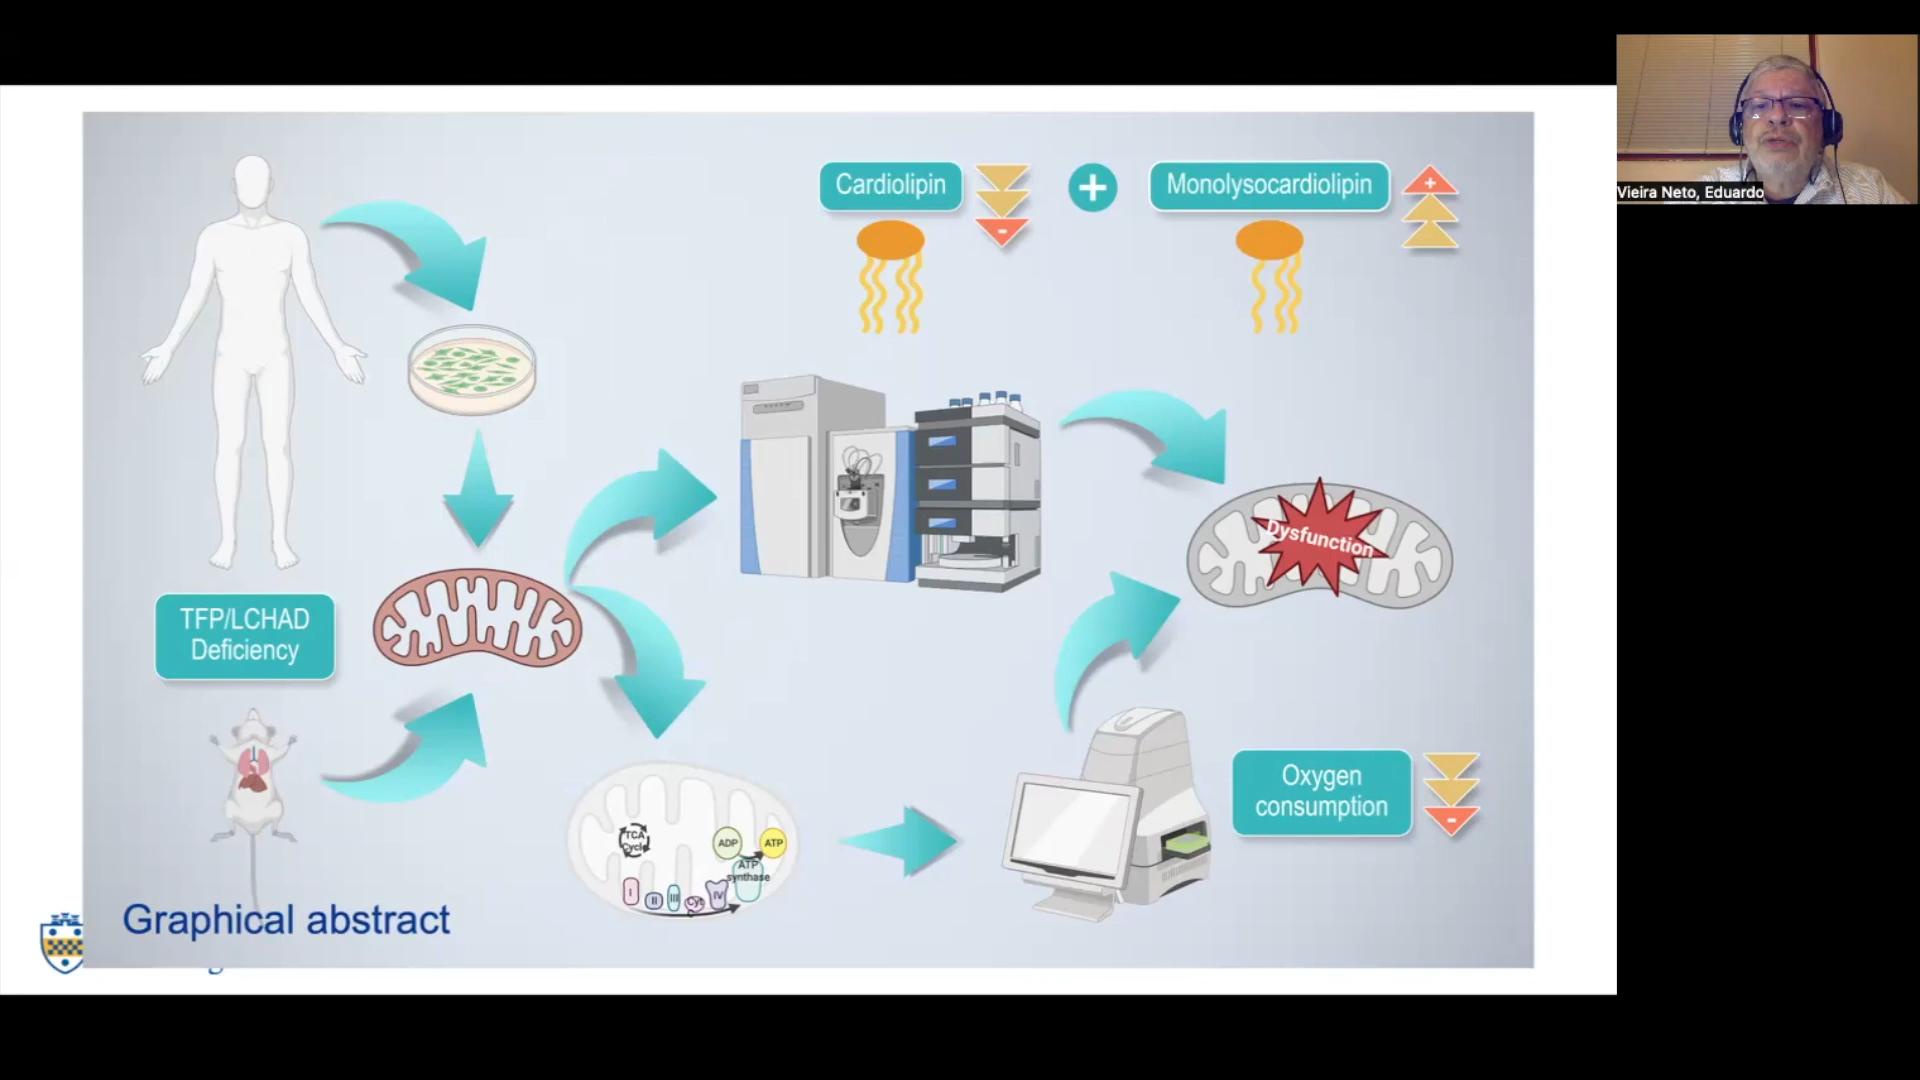 Cardiolipin
-
+
Monolysocardiolipin
+
Vieira Neto, Eduardo
Dysfunction
TFP/LCHAD
Deficiency
Oxygen
consumption
-
TCA
Cycle
ADP
ATP
ATP
synthase
I
II
III
Cyt
IV
Graphical abstract